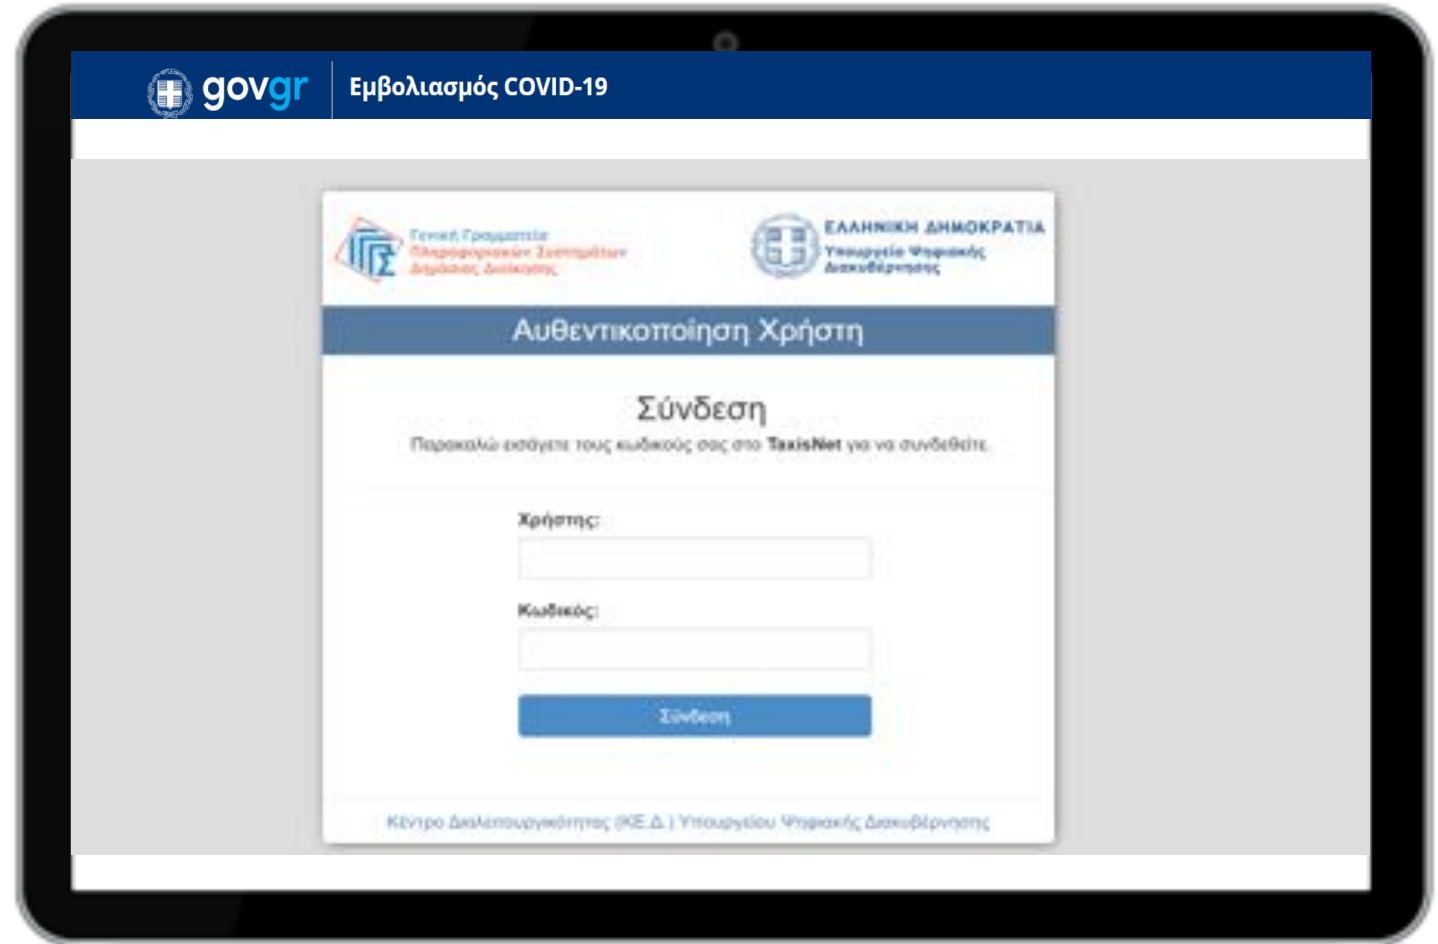 govgr
Εμβολιασμός COVID-19
Γενική Γραμματεία
Πληροφοριακών Συστημάτων
Δημόσιας Διοίκησης
ΕΛΛΗΝΙΚΗ ΔΗΜΟΚΡΑΤΙΑ
Υπουργείο Ψηφιακής
Διακυβέρνησης
Αυθεντικοποίηση Χρήστη
Σύνδεση
Παρακαλώ εισάγετε τους κωδικούς σας στο TaxisNet για να συνδεθείτε.
Χρήστης:
Κωδικός:
Σύνδεση
Κέντρο Διαλειτουργικότητας (ΚΕ.Δ.) Υπουργείου Ψηφιακής Διακυβέρνησης